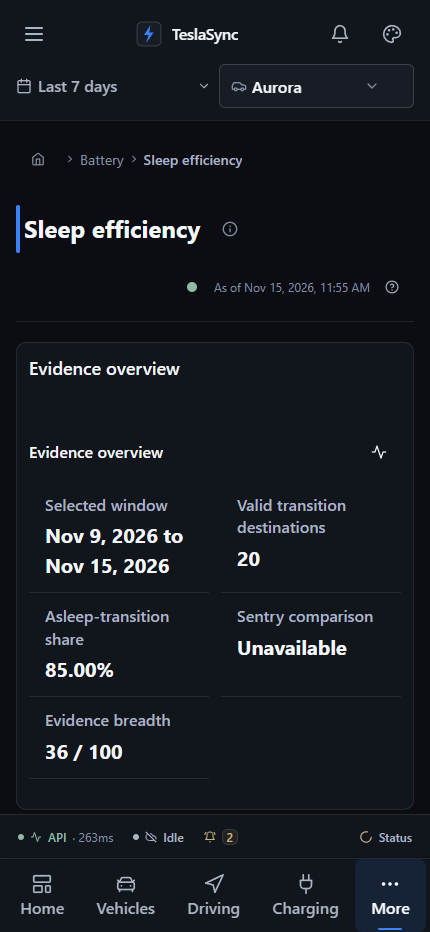 TeslaSync
Last 7 days
Aurora
Battery
Sleep efficiency
Sleep efficiency
As of Nov 15, 2026, 11:55 AM
Evidence overview
Evidence overview
Selected window
Nov 9, 2026 to
Nov 15, 2026
Valid transition
destinations
20
Asleep-transition
share
85.00%
Sentry comparison
Unavailable
Evidence breadth
36 / 100
API · 263ms
Idle
2
Status
Home
Vehicles
Driving
Charging
More